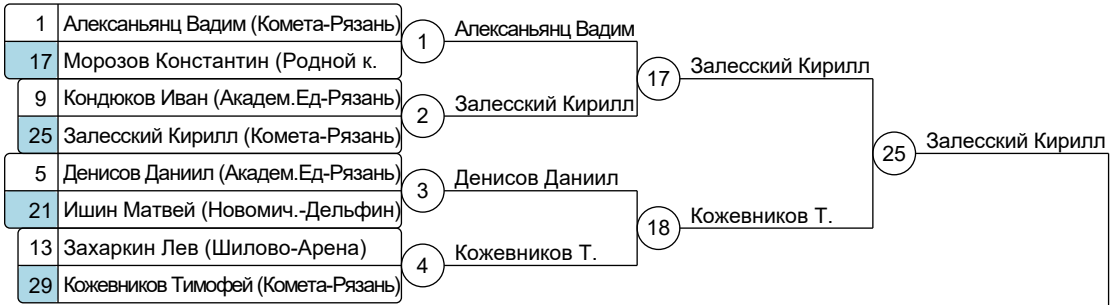 1 Алексаньянц Вадим (Комета-Рязань)
17 Морозов Константин (Родной к.
9 Кондюков Иван (Академ.Ед-Рязань)
25 Залесский Кирилл (Комета-Рязань)
5 Денисов Даниил (Академ.Ед-Рязань)
21 Ишин Матвей (Новомич.-Дельфин)
13 Захаркин Лев (Шилово-Арена)
29 Кожевников Тимофей (Комета-Рязань)
1 Алексаньянц Вадим
2 Залесский Кирилл
3 Денисов Даниил
4 Кожевников Т.
17 Залесский Кирилл
18 Кожевников Т.
25 Залесский Кирилл